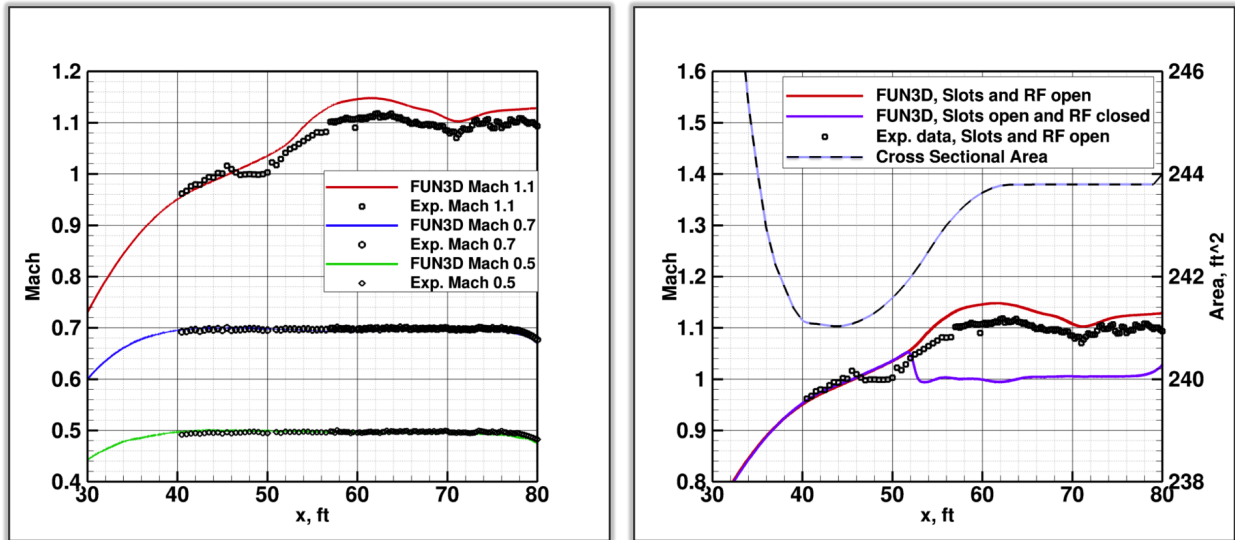 1.2
1.1
1
0.9
0.8
0.7
0.6
0.5
0.4
Mach
30
40
50
60
70
80
x, ft
FUN3D Mach 1.1
Exp. Mach 1.1
FUN3D Mach 0.7
Exp. Mach 0.7
FUN3D Mach 0.5
Exp. Mach 0.5
1.6
1.5
1.4
1.3
1.2
1.1
1
0.9
0.8
Mach
30
40
50
60
70
80
x, ft
FUN3D, Slots and RF open
FUN3D, Slots open and RF closed
Exp. data, Slots and RF open
Cross Sectional Area
246
244
242
240
238
Area, ft^2